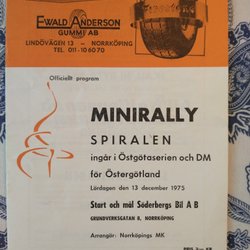 EWALD ANDERSON
GUMMI AB
LINDÖVÄGEN 13 — NORRKÖPING
TEL. 011-10 60 70
Officiellt program
MINIRALLY
SPIRALEN
ingår i Östgötaserien och DM
för Östergötland
Lördagen den 13 december 1975
Start och mål Söderbergs Bil A B
GRUNDVERKSGATAN 8, NORRKÖPING
Arrangör: Norrköpings MK